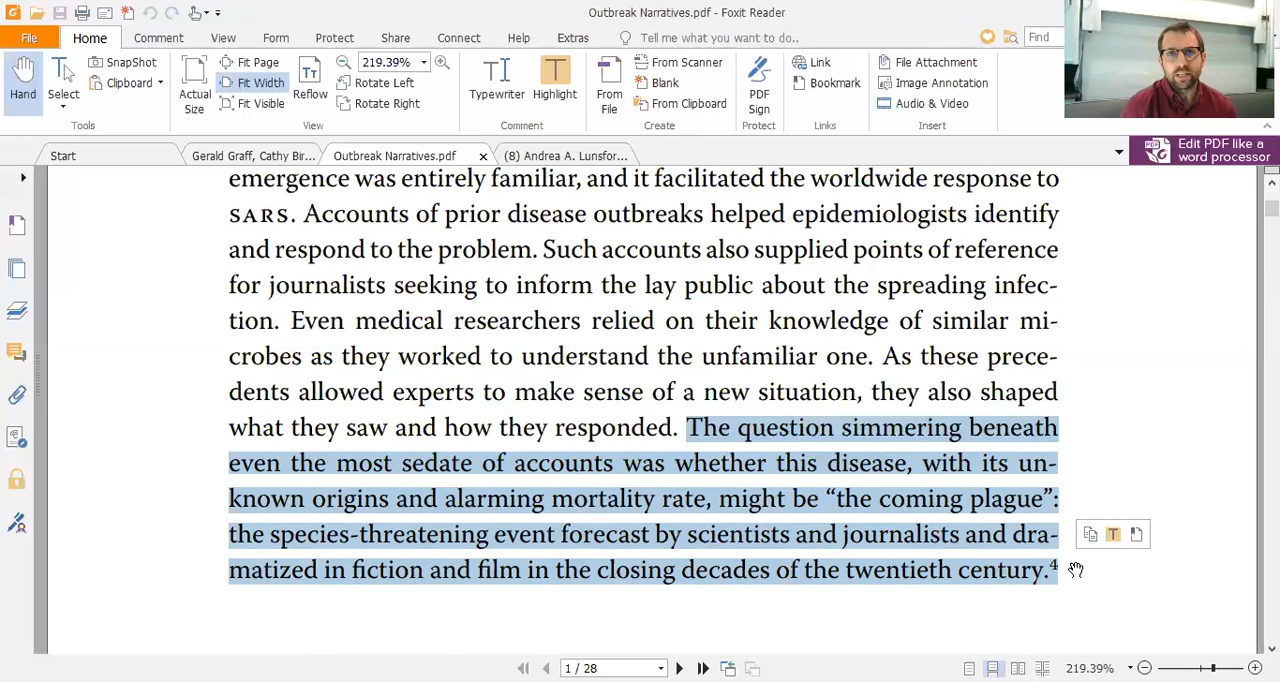 Outbreak Narratives.pdf - Foxit Reader
File Home Comment View Form Protect Share Connect Help Extras Tell me what you want to do... Find
Hand
Select
SnapShot
Clipboard
Tools
Actual Size
Fit Page
Fit Width
Fit Visible
Reflow
219.39%
Rotate Left
Rotate Right
View
Typewriter
Highlight
Comment
From File
From Scanner
Blank
From Clipboard
Create
PDF Sign
Protect
Link
Bookmark
Links
File Attachment
Image Annotation
Audio & Video
Insert
Start Gerald Graff, Cathy Bir... Outbreak Narratives.pdf (8) Andrea A. Lunsfor...
Edit PDF like a
word processor
emergence was entirely familiar, and it facilitated the worldwide response to
SARS. Accounts of prior disease outbreaks helped epidemiologists identify
and respond to the problem. Such accounts also supplied points of reference
for journalists seeking to inform the lay public about the spreading infec-
tion. Even medical researchers relied on their knowledge of similar mi-
crobes as they worked to understand the unfamiliar one. As these prece-
dents allowed experts to make sense of a new situation, they also shaped
what they saw and how they responded. The question simmering beneath
even the most sedate of accounts was whether this disease, with its un-
known origins and alarming mortality rate, might be “the coming plague”:
the species-threatening event forecast by scientists and journalists and dra-
matized in fiction and film in the closing decades of the twentieth century.⁴
1 / 28
219.39%